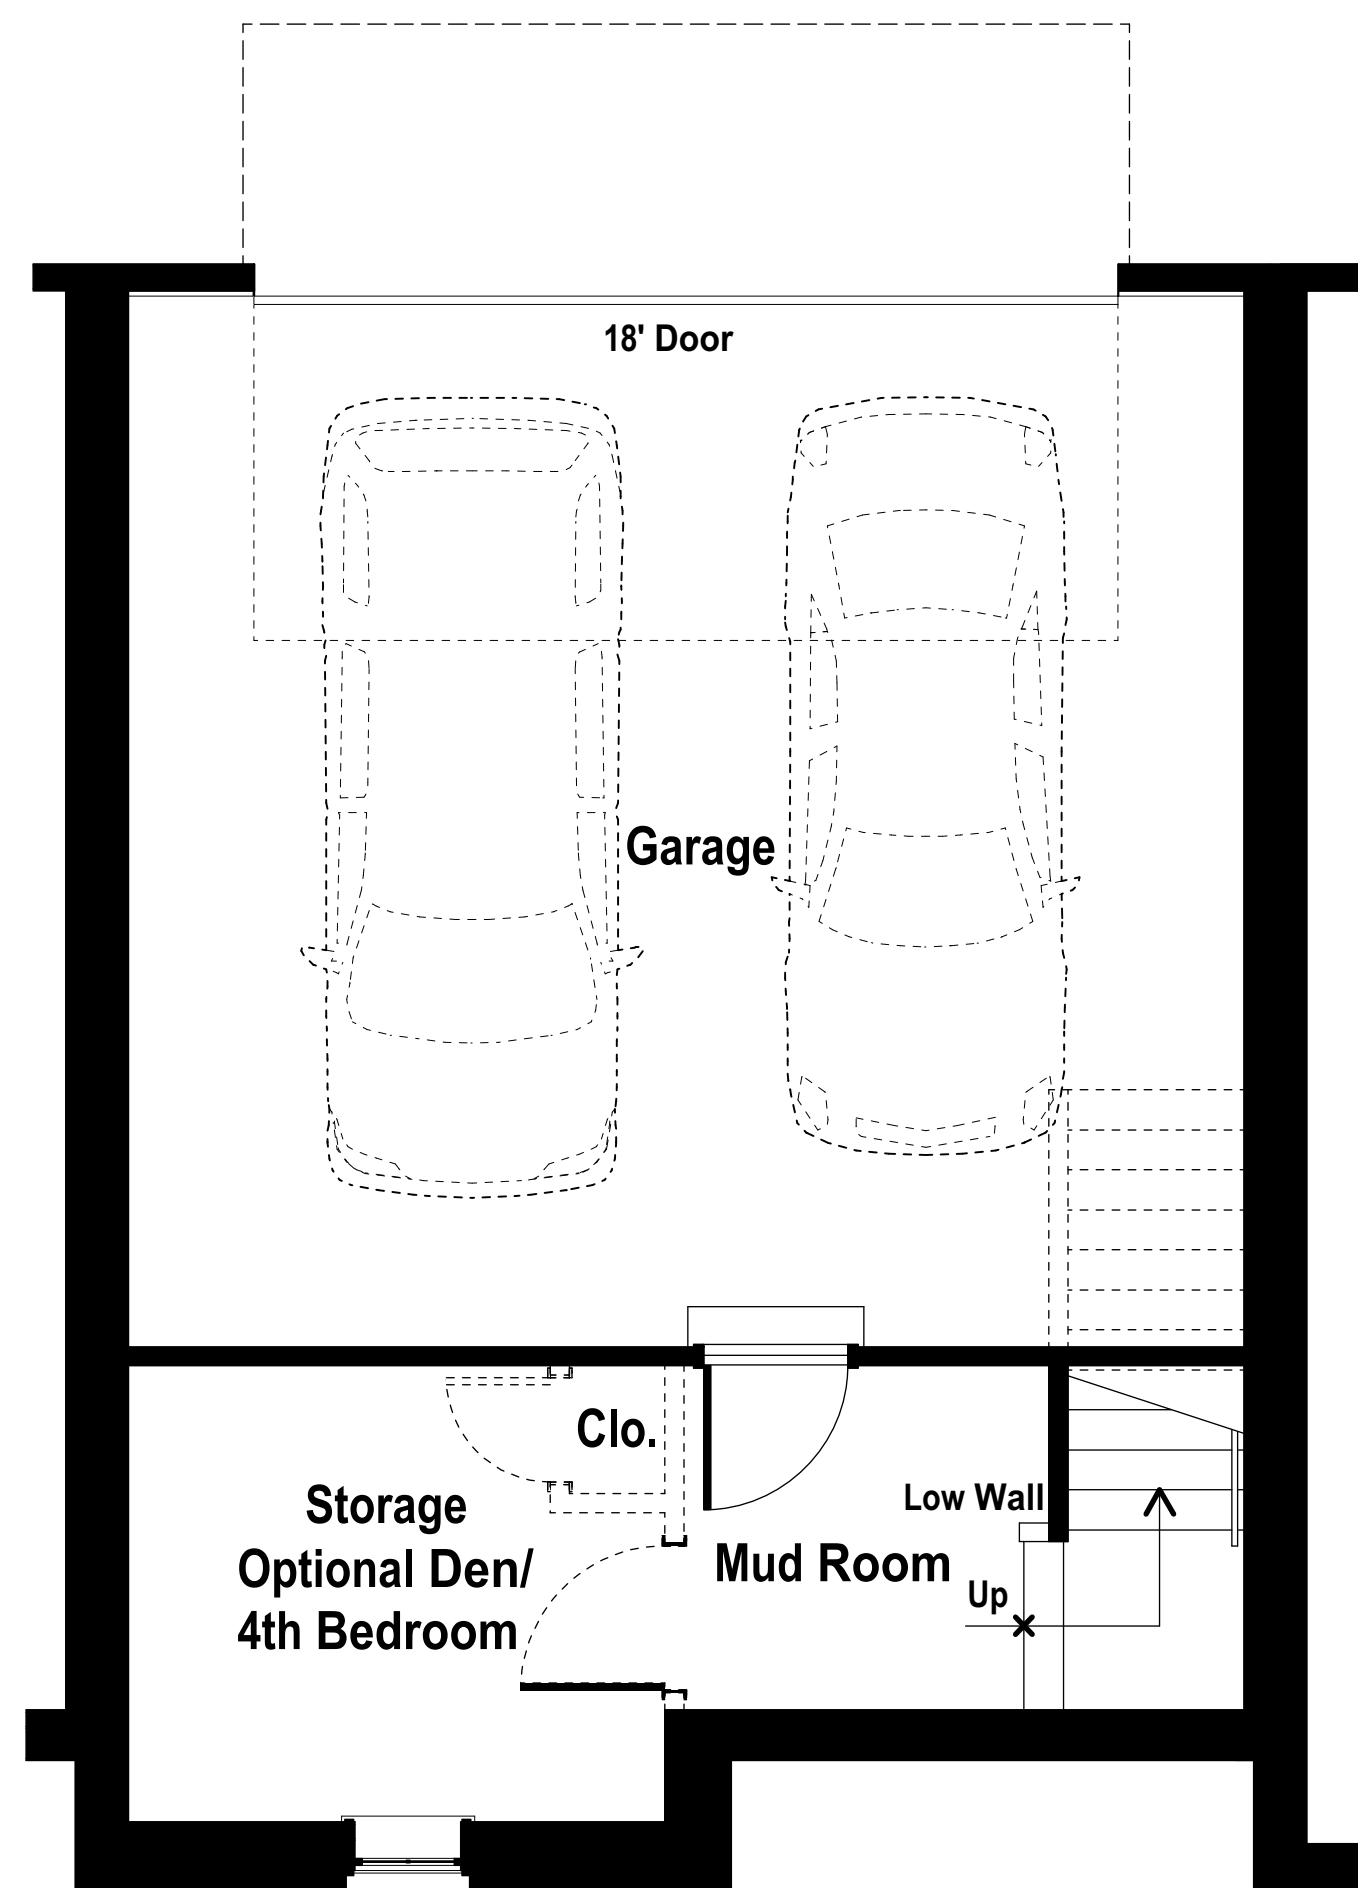 18' Door
Garage
Clo.
Storage
Optional Den/
4th Bedroom
Low Wall
Mud Room
Up